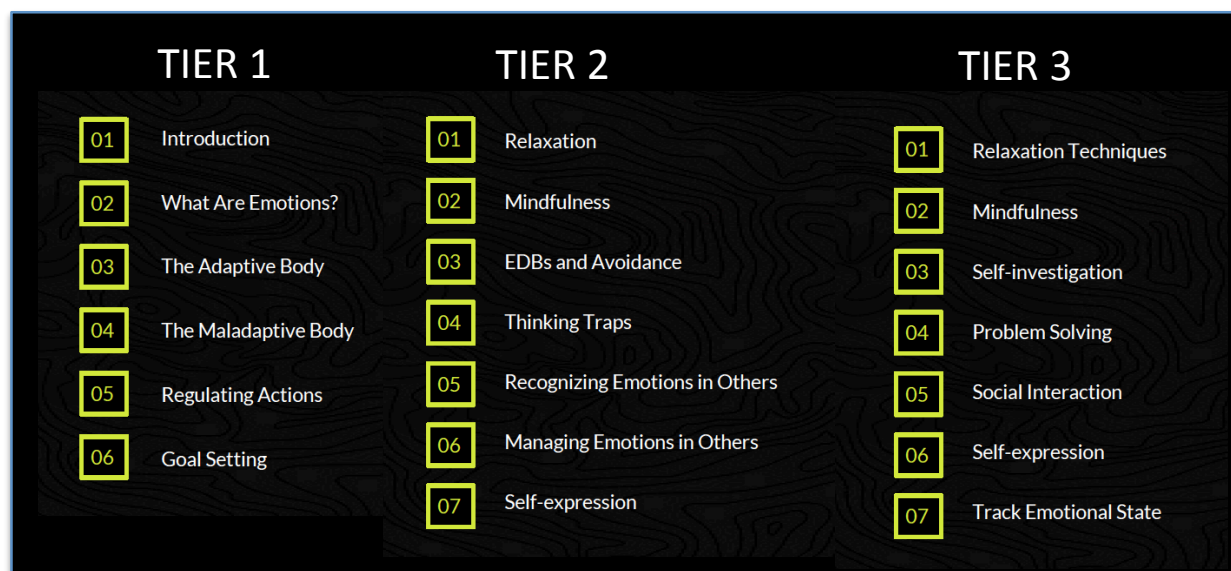 TIER 1
01 Introduction
02 What Are Emotions?
03 The Adaptive Body
04 The Maladaptive Body
05 Regulating Actions
06 Goal Setting
TIER 2
01 Relaxation
02 Mindfulness
03 EDBs and Avoidance
04 Thinking Traps
05 Recognizing Emotions in Others
06 Managing Emotions in Others
07 Self-expression
TIER 3
01 Relaxation Techniques
02 Mindfulness
03 Self-investigation
04 Problem Solving
05 Social Interaction
06 Self-expression
07 Track Emotional State